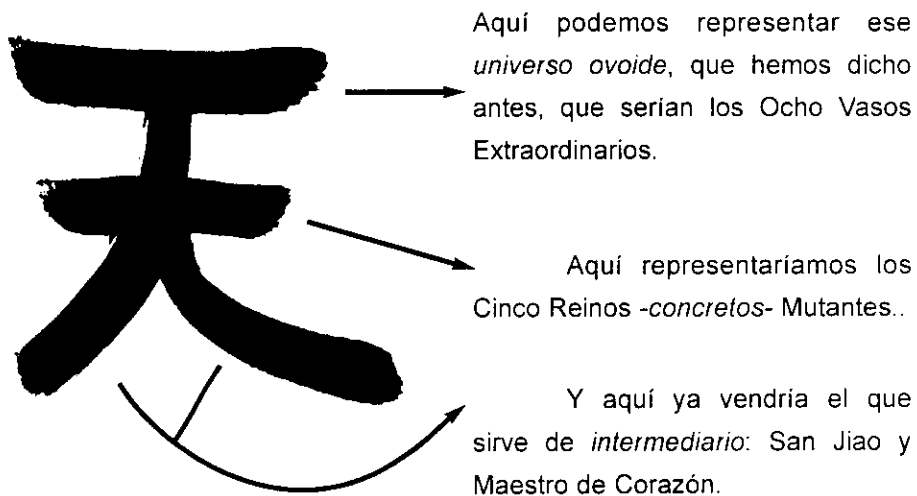 天
Aquí podemos representar ese
universo ovoide, que hemos dicho
antes, que serían los Ocho Vasos
Extraordinarios.
Aquí representaríamos los
Cinco Reinos -concretos- Mutantes..
Y aquí ya vendría el que
sirve de intermediario: San Jiao y
Maestro de Corazón.